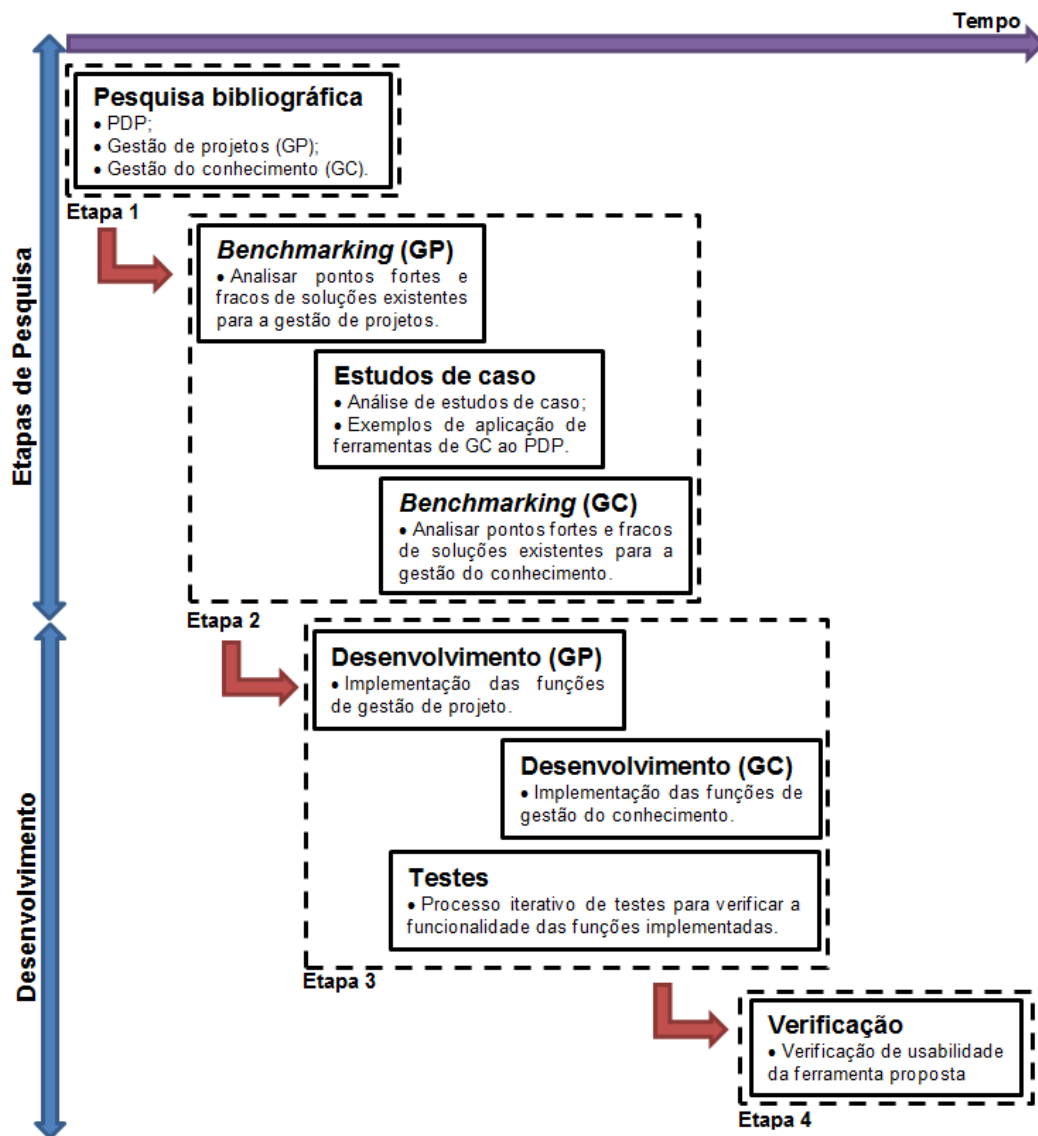 Tempo
Etapas de Pesquisa
Pesquisa bibliográfica
• PDP;
• Gestão de projetos (GP);
• Gestão do conhecimento (GC).
Etapa 1
Benchmarking (GP)
• Analisar pontos fortes e
fracos de soluções existentes
para a gestão de projetos.
Estudos de caso
• Análise de estudos de caso;
• Exemplos de aplicação de
ferramentas de GC ao PDP.
Benchmarking (GC)
• Analisar pontos fortes e fracos
de soluções existentes para a
gestão do conhecimento.
Etapa 2
Desenvolvimento
Desenvolvimento (GP)
• Implementação das funções
de gestão de projeto.
Desenvolvimento (GC)
• Implementação das funções de
gestão do conhecimento.
Testes
• Processo iterativo de testes para verificar a
funcionalidade das funções implementadas.
Etapa 3
Verificação
• Verificação de usabilidade
da ferramenta proposta
Etapa 4